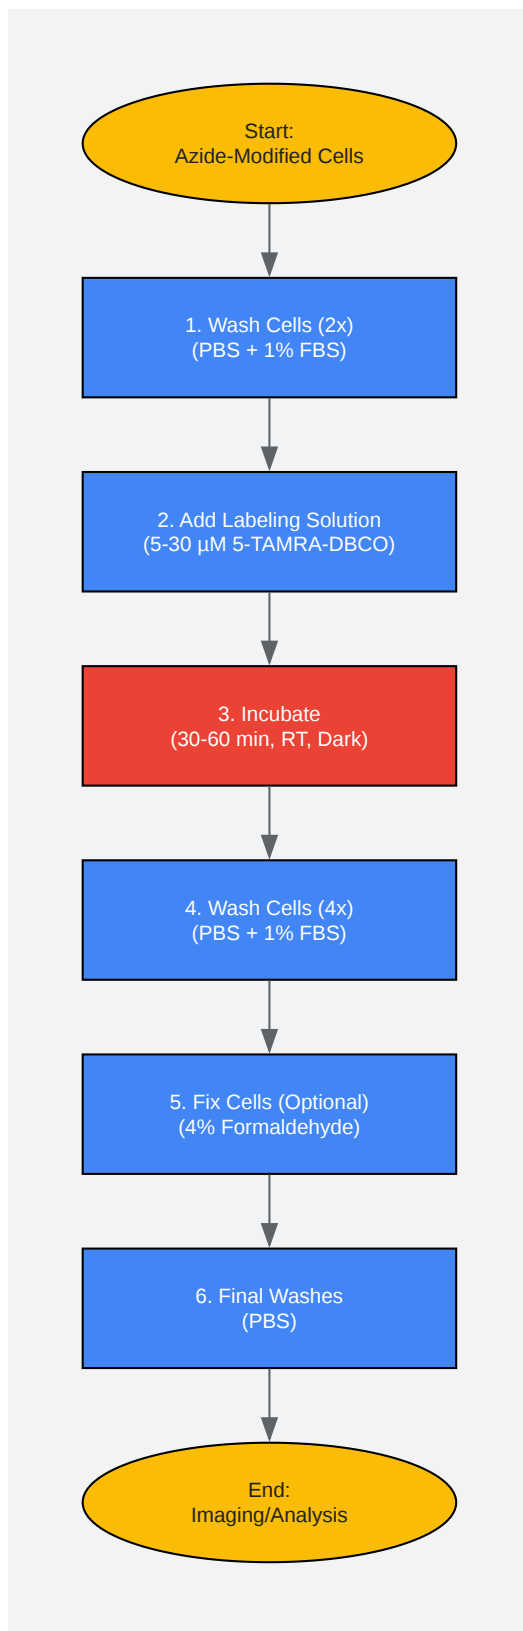 Start:
Azide-Modified Cells
1. Wash Cells (2x)
(PBS + 1% FBS)
2. Add Labeling Solution
(5-30 µM 5-TAMRA-DBCO)
3. Incubate
(30-60 min, RT, Dark)
4. Wash Cells (4x)
(PBS + 1% FBS)
5. Fix Cells (Optional)
(4% Formaldehyde)
6. Final Washes
(PBS)
End:
Imaging/Analysis